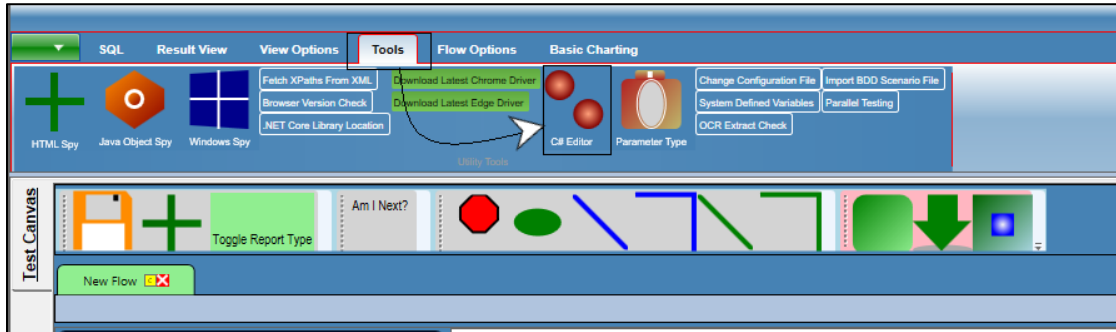 SQL
Result View
View Options
Tools
Flow Options
Basic Charting
HTML Spy
Java Object Spy
Windows Spy
Fetch XPaths From XML
Browser Version Check
.NET Core Library Location
Download Latest Chrome Driver
Download Latest Edge Driver
C# Editor
Parameter Type
Change Configuration File
System Defined Variables
OCR Extract Check
Import BDD Scenario File
Parallel Testing
Utility Tools
Test Canvas
Toggle Report Type
Am I Next?
New Flow
C